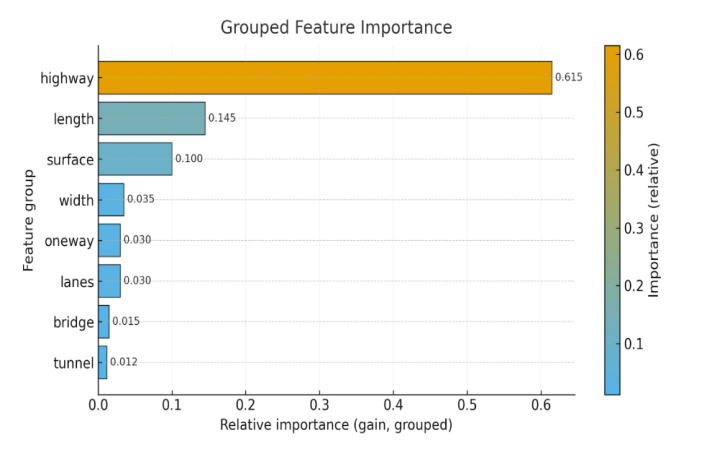 Grouped Feature Importance
highway
0.615
length
0.145
surface
0.100
width
0.035
oneway
0.030
lanes
0.030
bridge
0.015
tunnel
0.012
Feature group
0.0 0.1 0.2 0.3 0.4 0.5 0.6
Relative importance (gain, grouped)
0.6
0.5
0.4
0.3
0.2
0.1
Importance (relative)